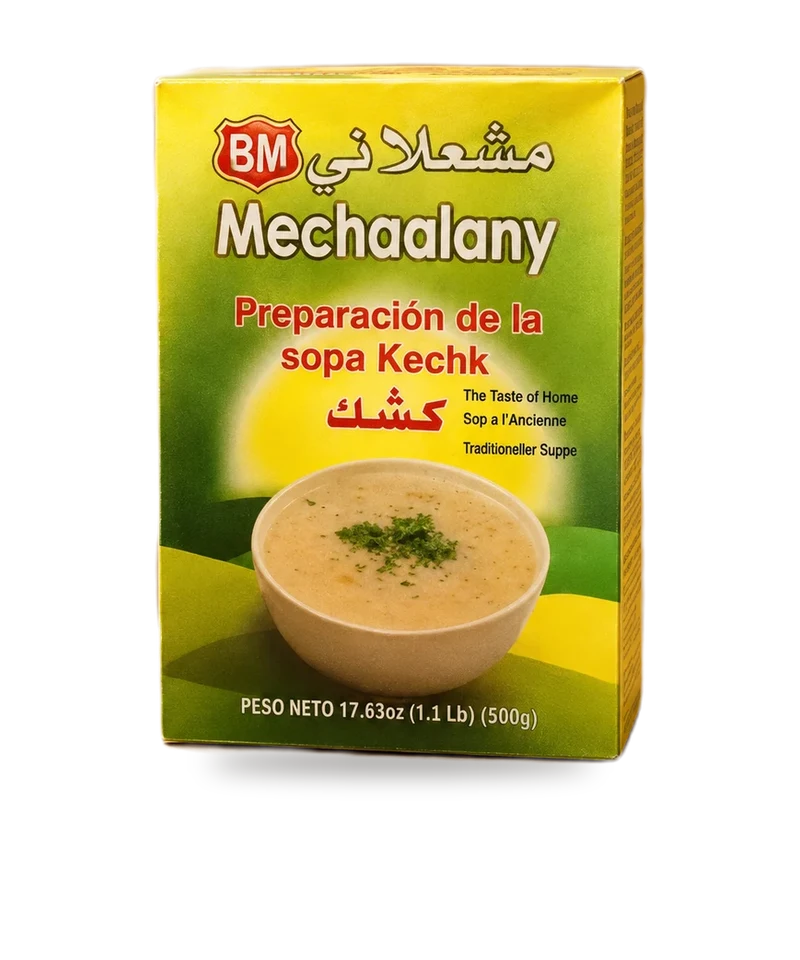 BM مشعلاني
Mechaalany
Preparación de la
sopa Kechk
كشك
The Taste of Home
Sop a l'Ancienne
Traditioneller Suppe
PESO NETO 17.63oz (1.1 Lb) (500g)